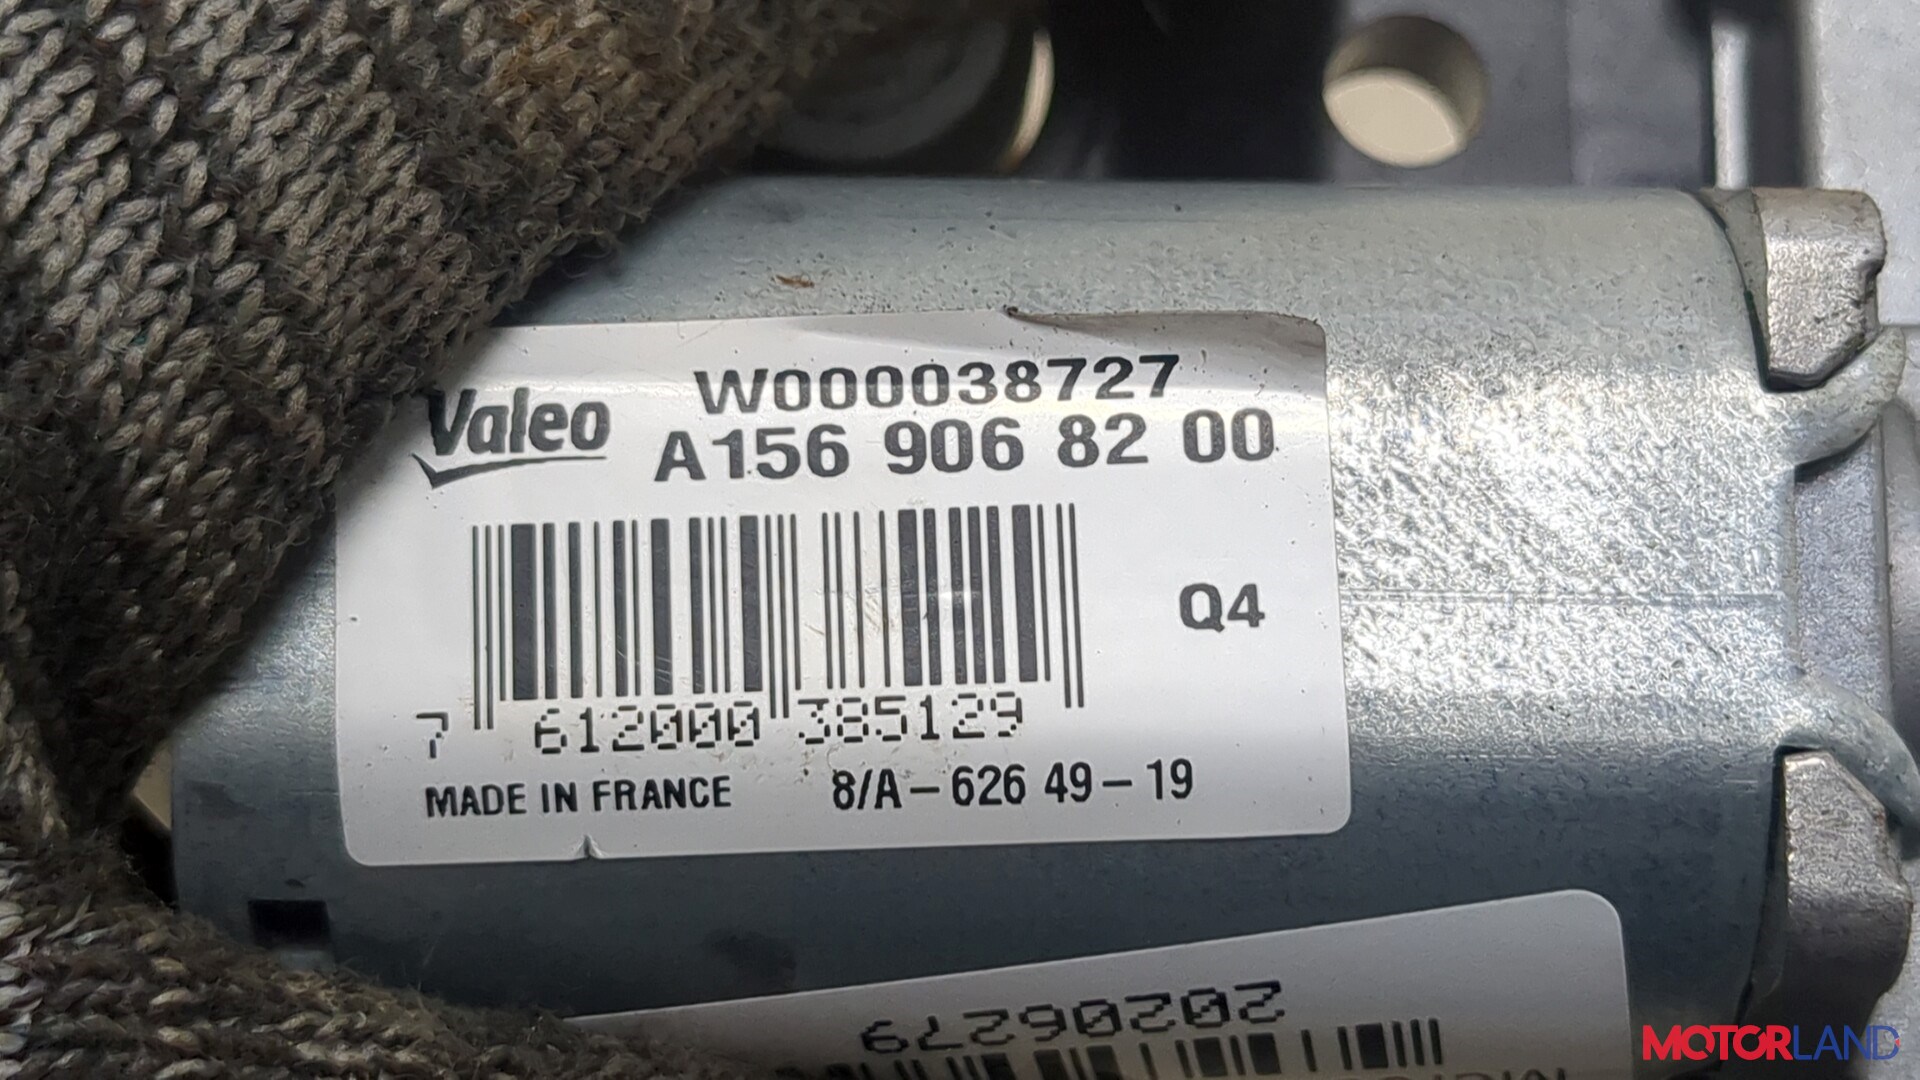 Valeo
W000038727
A156 906 82 00
Q4
7 612000 385129
MADE IN FRANCE 8/A-626 49-19
20206279
MOTORLAND